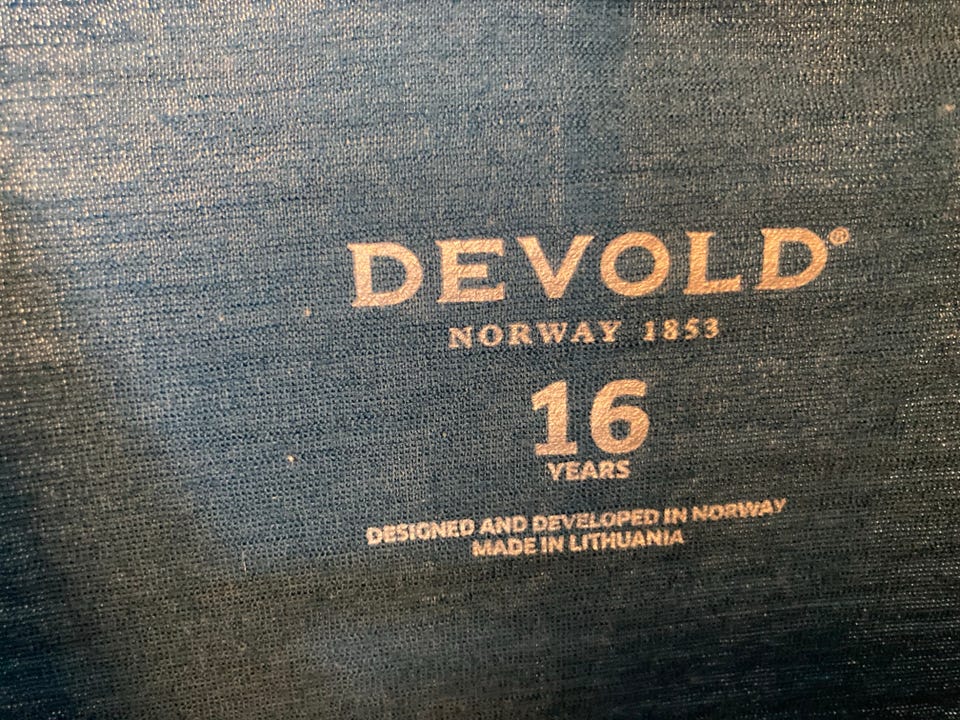 DEVOLD®
NORWAY 1853
16
YEARS
DESIGNED AND DEVELOPED IN NORWAY
MADE IN LITHUANIA